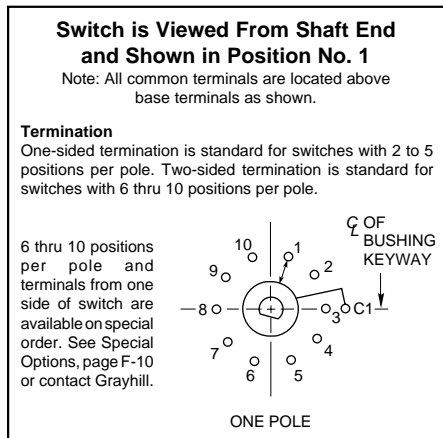 Switch is Viewed From Shaft End
and Shown in Position No. 1
Note: All common terminals are located above
base terminals as shown.
Termination
One-sided termination is standard for switches with 2 to 5
positions per pole. Two-sided termination is standard for
switches with 6 thru 10 positions per pole.
6 thru 10 positions
per pole and
terminals from one
side of switch are
available on special
order. See Special
Options, page F-10
or contact Grayhill.
℄ OF
BUSHING
KEYWAY
10
1
9
2
8
3
C1
7
4
6
5
ONE POLE